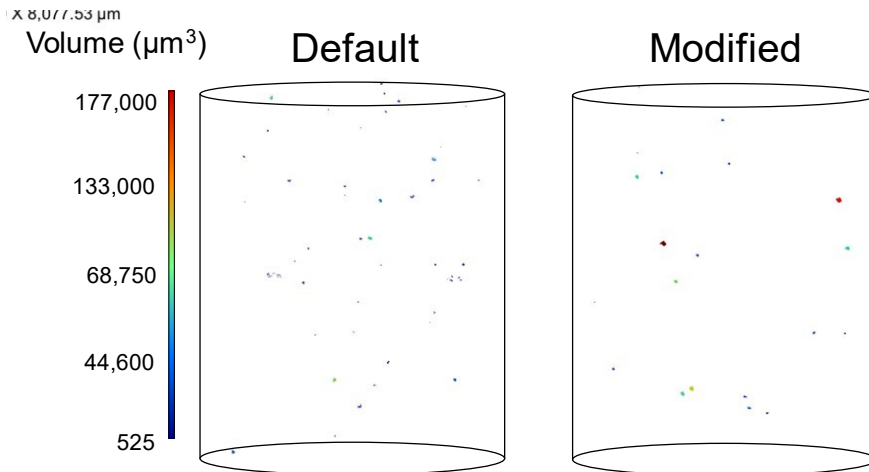 X 8,077.53 µm
Volume (µm³)
Default
Modified
177,000
133,000
68,750
44,600
525